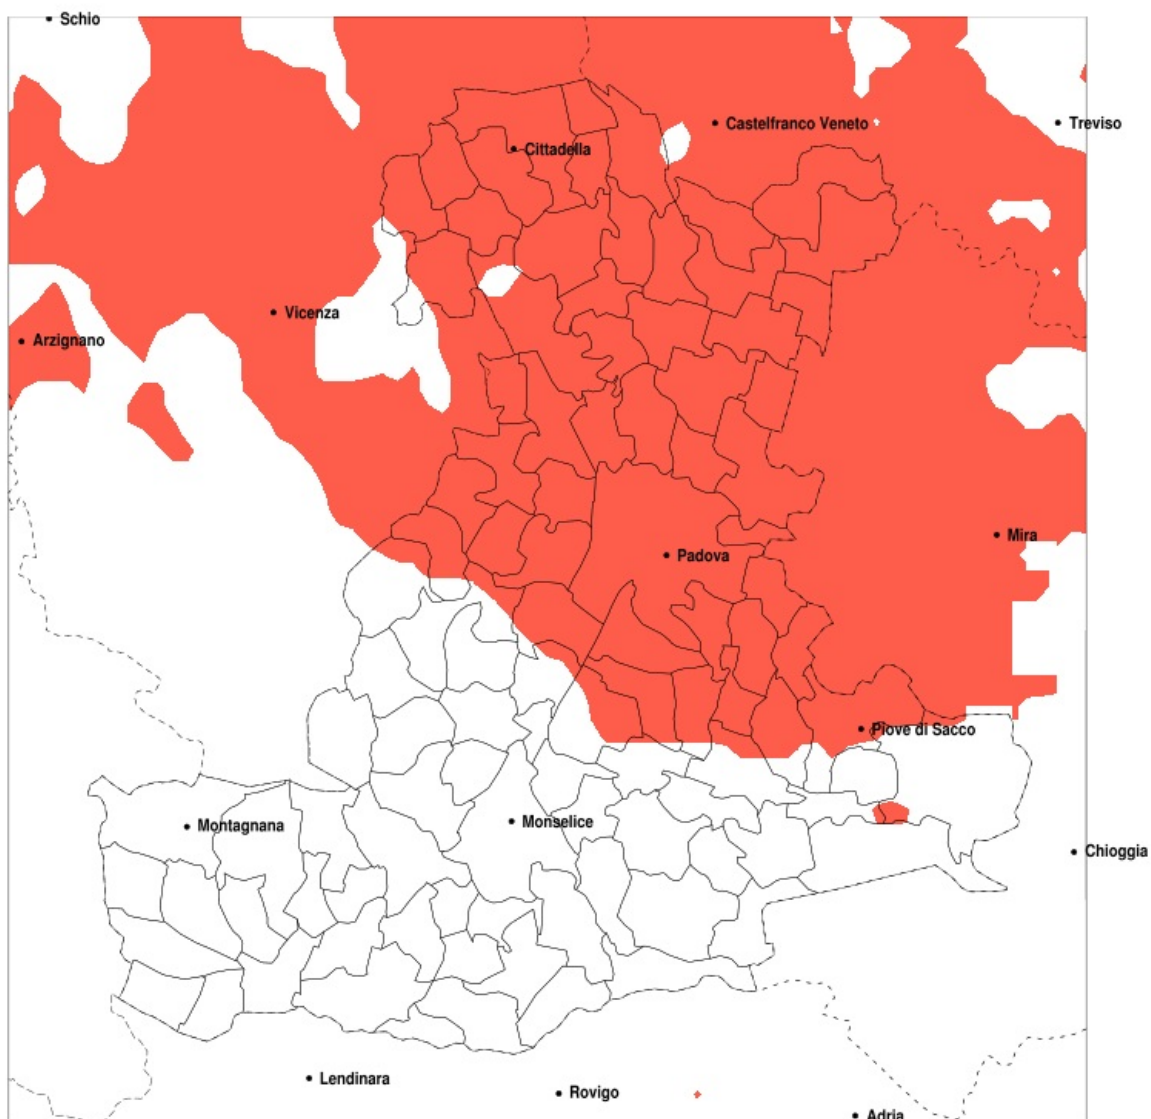 Schio
Castelfranco Veneto
Treviso
Cittadella
Vicenza
Arzignano
Mira
Padova
Piove di Sacco
Montagnana
Monselice
Chioggia
Lendinara
Rovigo
Adria